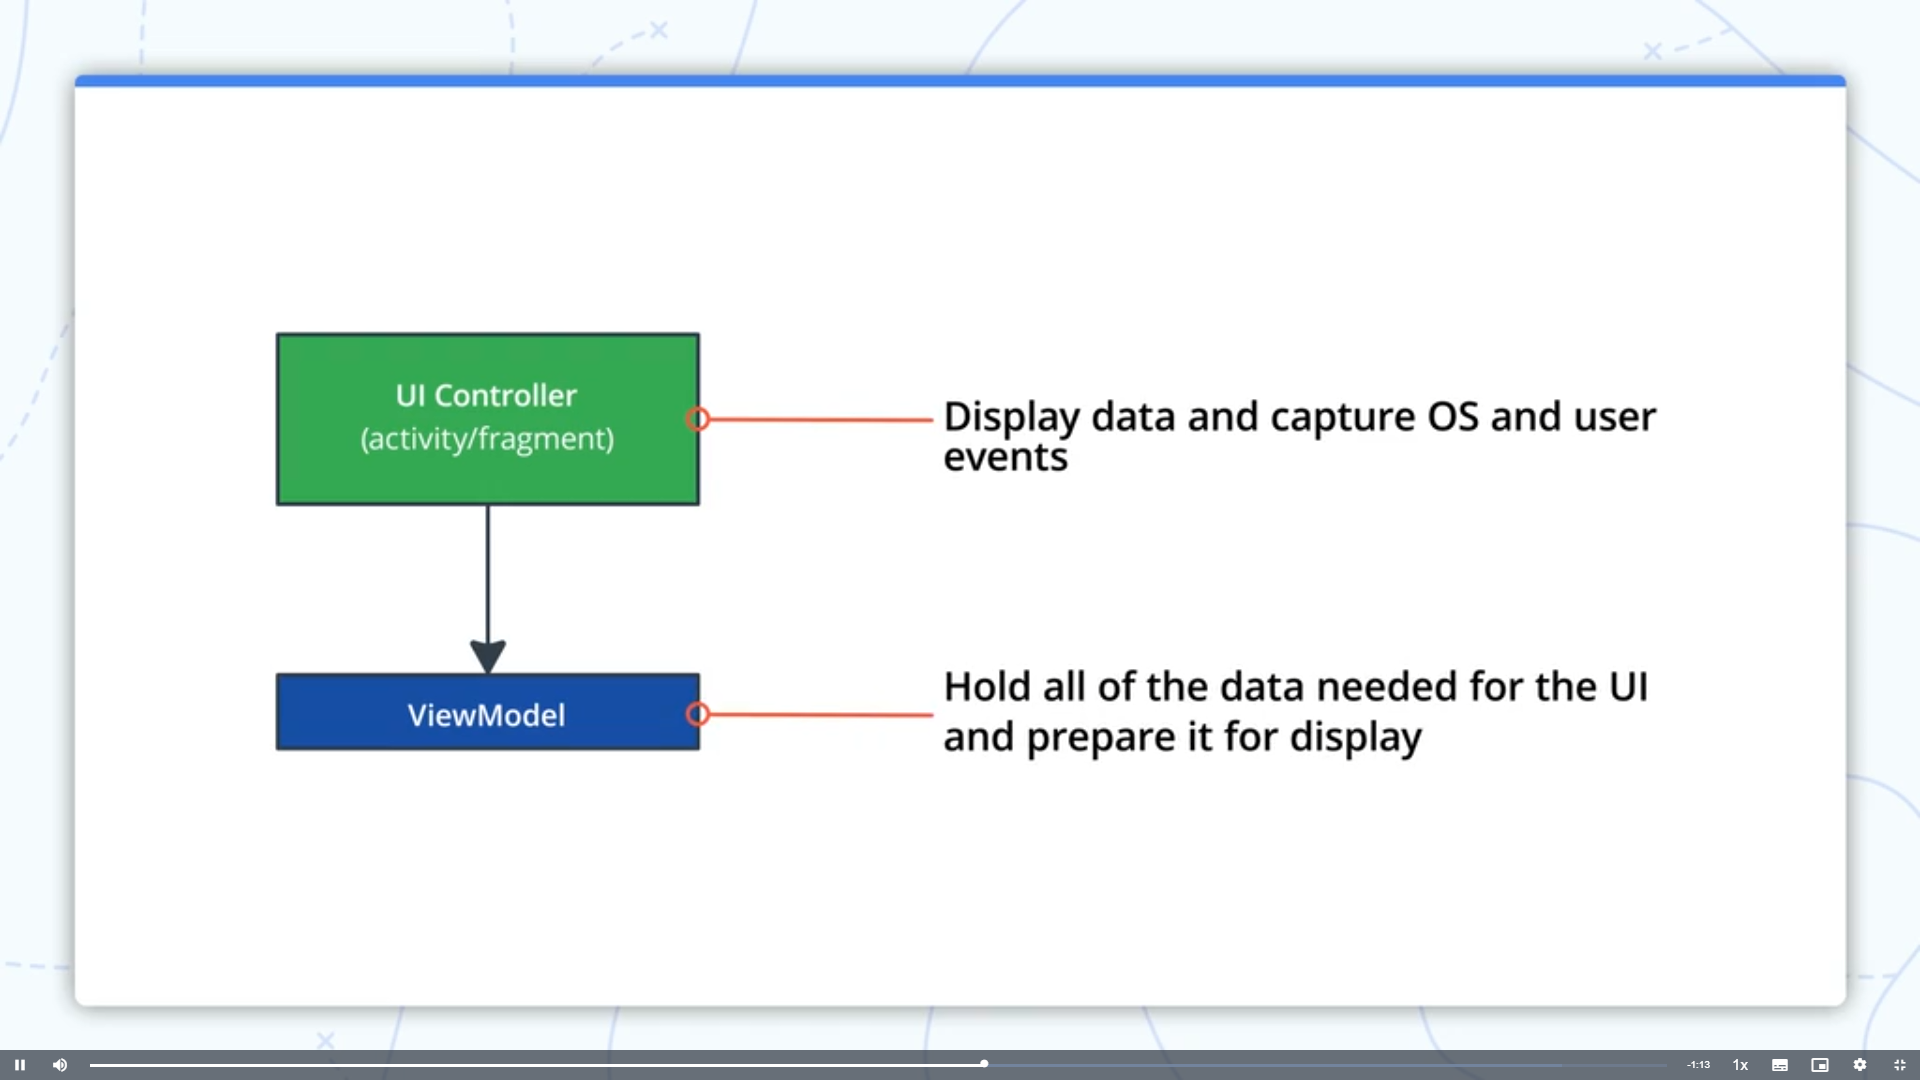 UI Controller
(activity/fragment)
Display data and capture OS and user
events
ViewModel
Hold all of the data needed for the UI
and prepare it for display
-1:13
1x